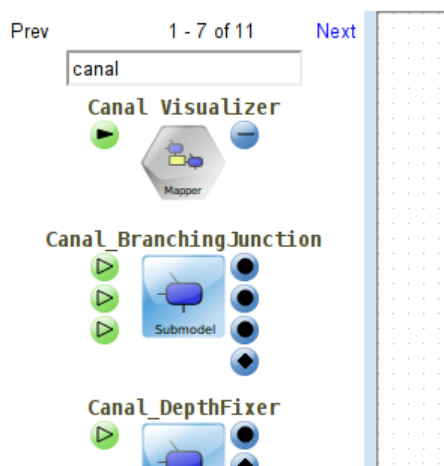 Prev 1 - 7 of 11 Next
canal
Canal Visualizer
Mapper
Canal_BranchingJunction
Submodel
Canal_DepthFixer